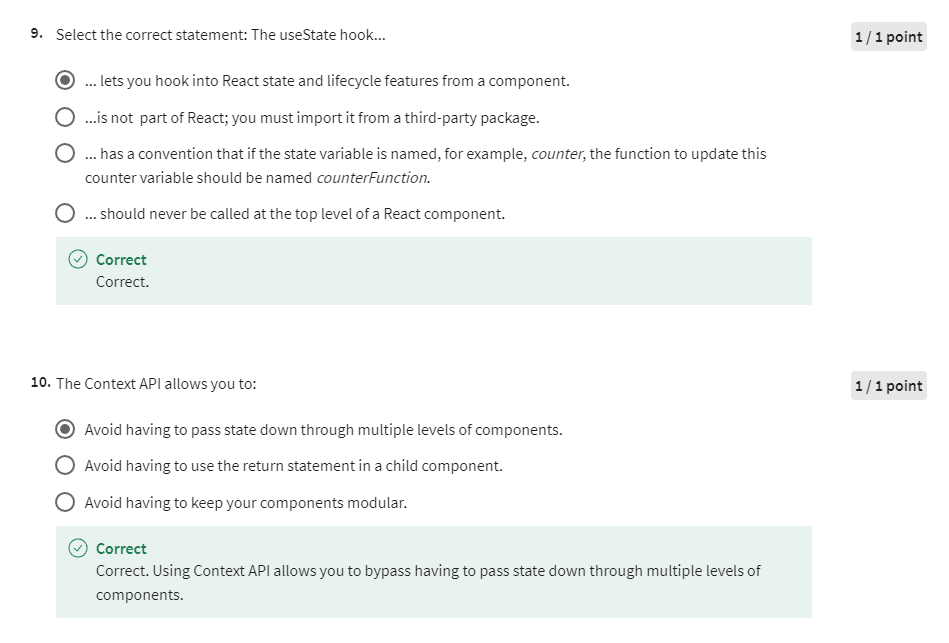 9. Select the correct statement: The useState hook...
1 / 1 point
... lets you hook into React state and lifecycle features from a component.
...is not part of React; you must import it from a third-party package.
... has a convention that if the state variable is named, for example, counter, the function to update this
counter variable should be named counterFunction.
... should never be called at the top level of a React component.
Correct
Correct.
10. The Context API allows you to:
1 / 1 point
Avoid having to pass state down through multiple levels of components.
Avoid having to use the return statement in a child component.
Avoid having to keep your components modular.
Correct
Correct. Using Context API allows you to bypass having to pass state down through multiple levels of
components.